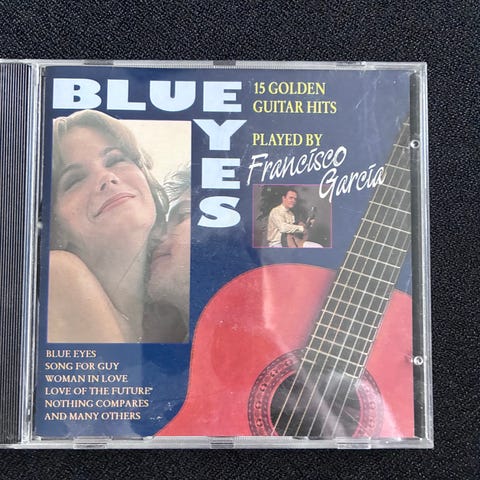 BLUE
EYES
15 GOLDEN
GUITAR HITS
PLAYED BY
Francisco
García
BLUE EYES
SONG FOR GUY
WOMAN IN LOVE
LOVE OF THE FUTURE"
NOTHING COMPARES
AND MANY OTHERS